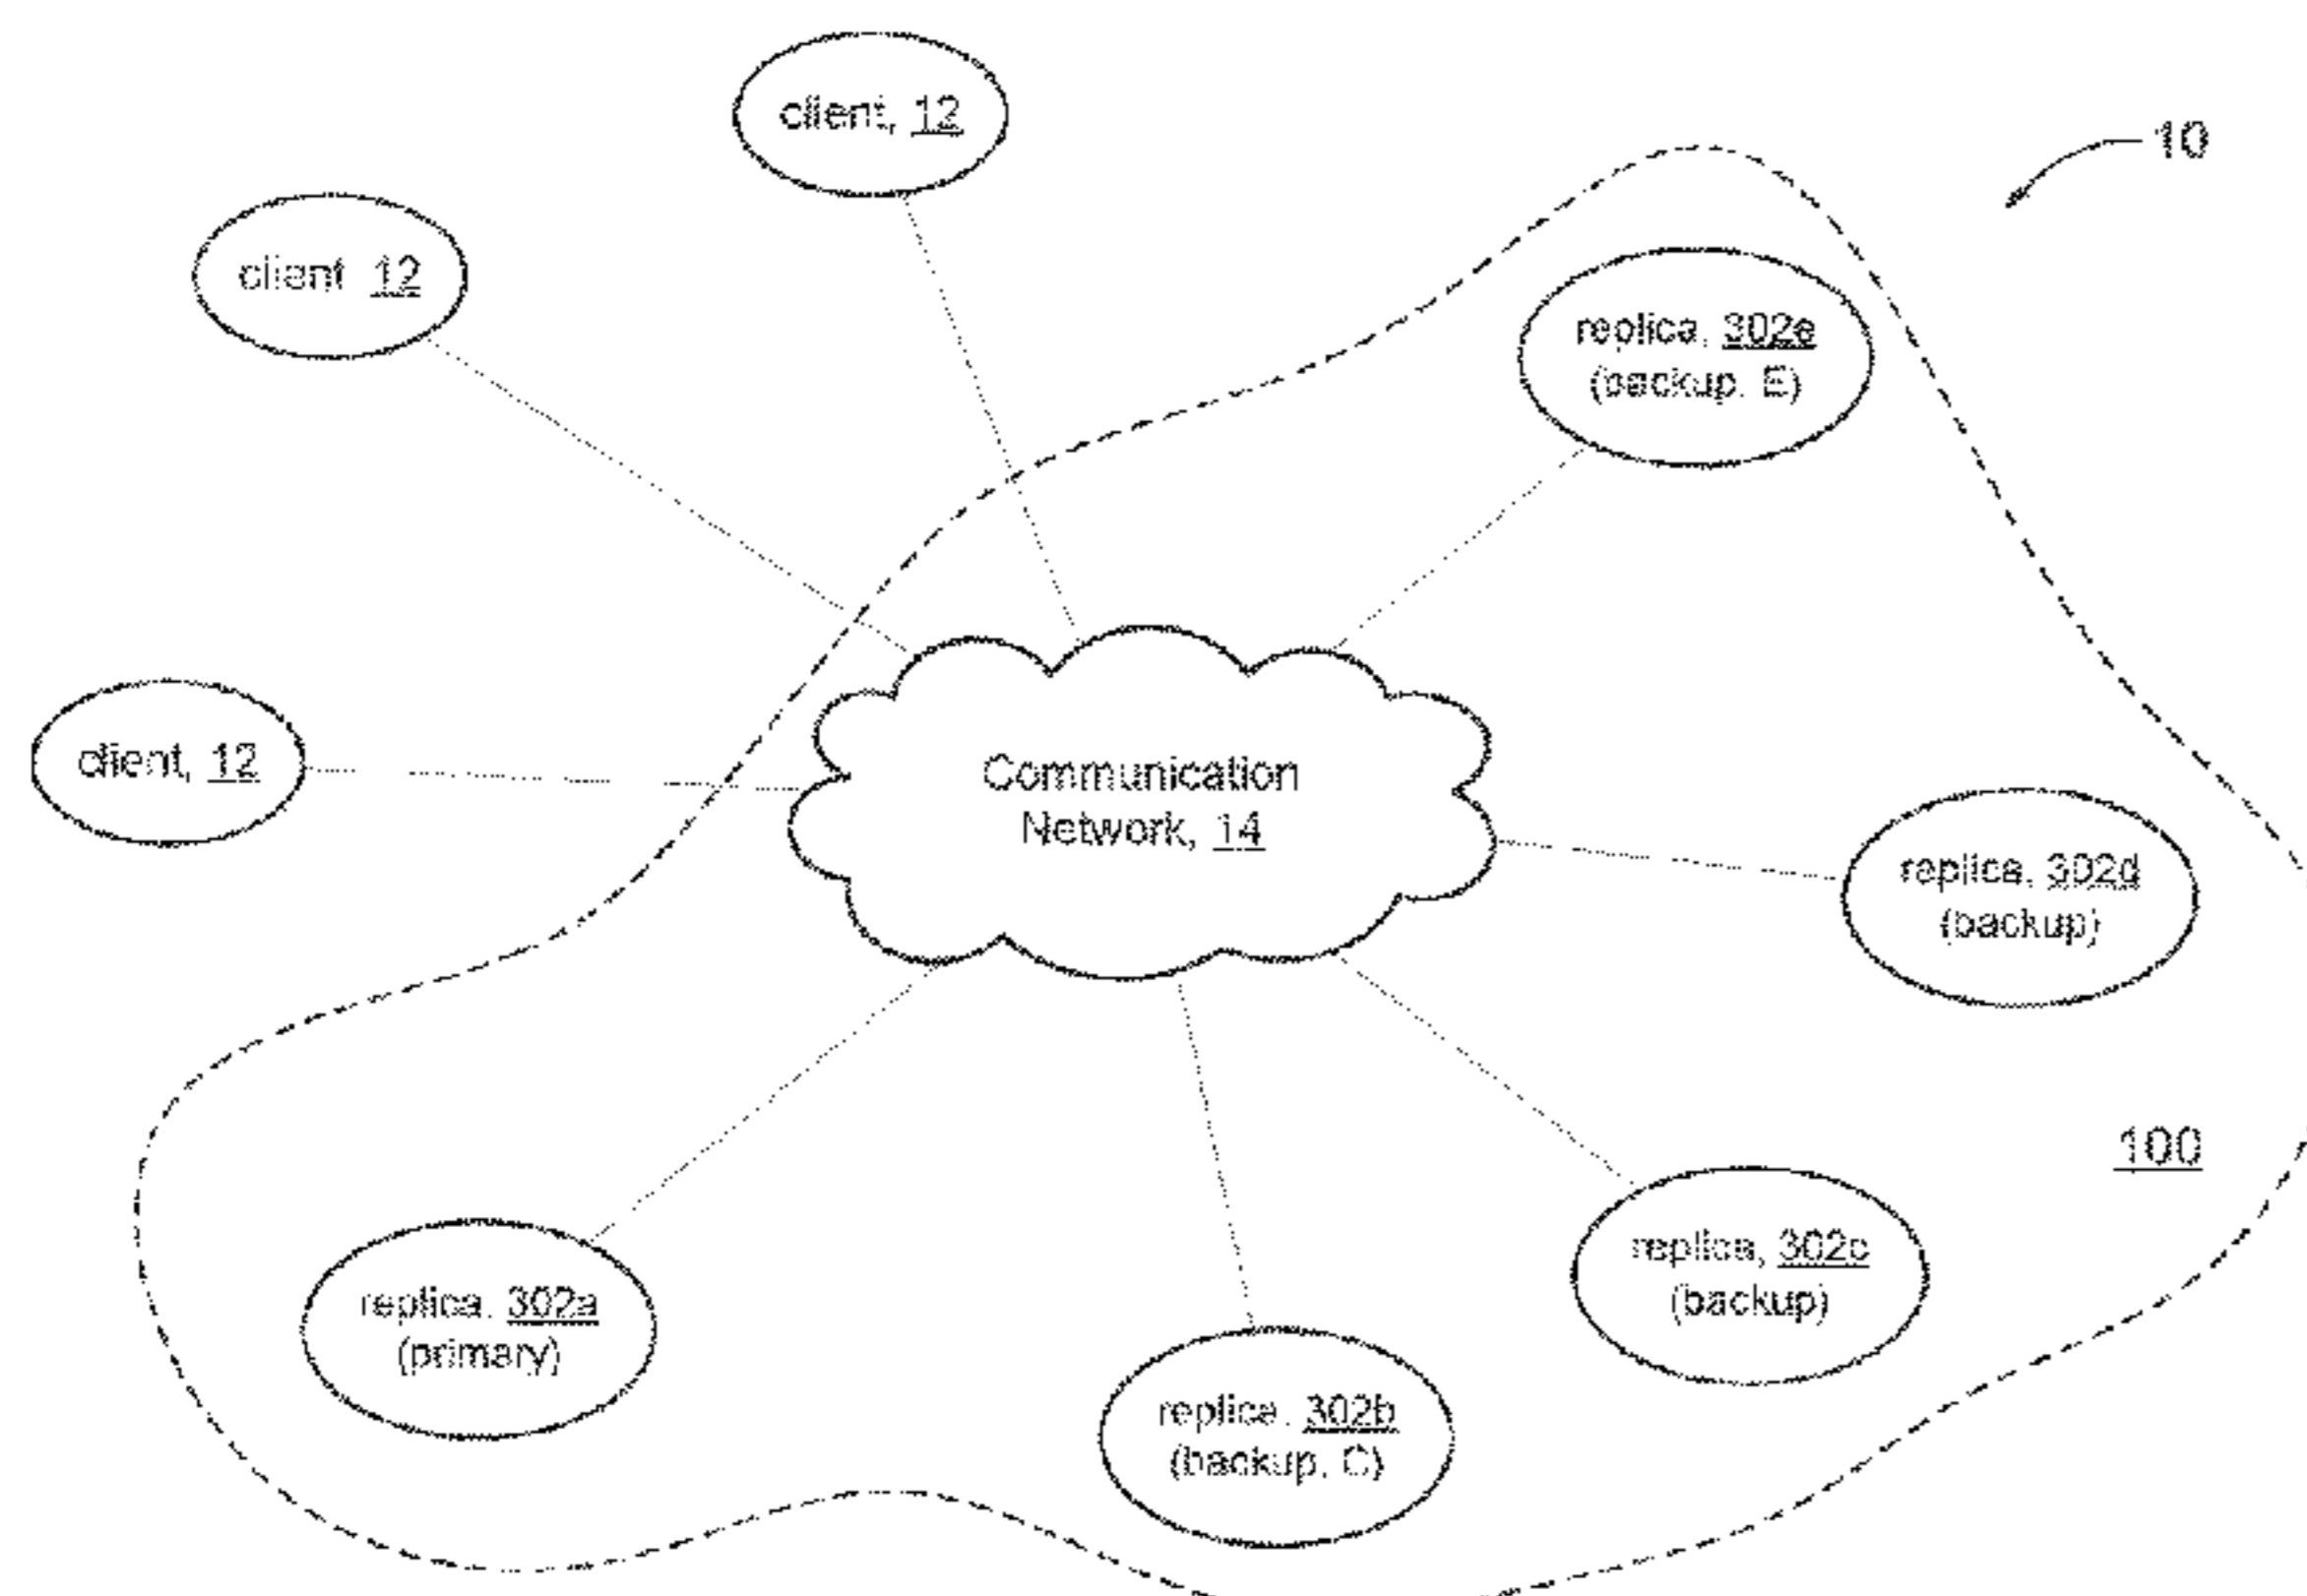 client, 12
10
client 12
replica, 302e
(backup, E)
client, 12
Communication
Network, 14
replica, 302d
(backup)
100
replica, 302c
(backup)
replica, 302a
(primary)
replica, 302b
(backup, C)